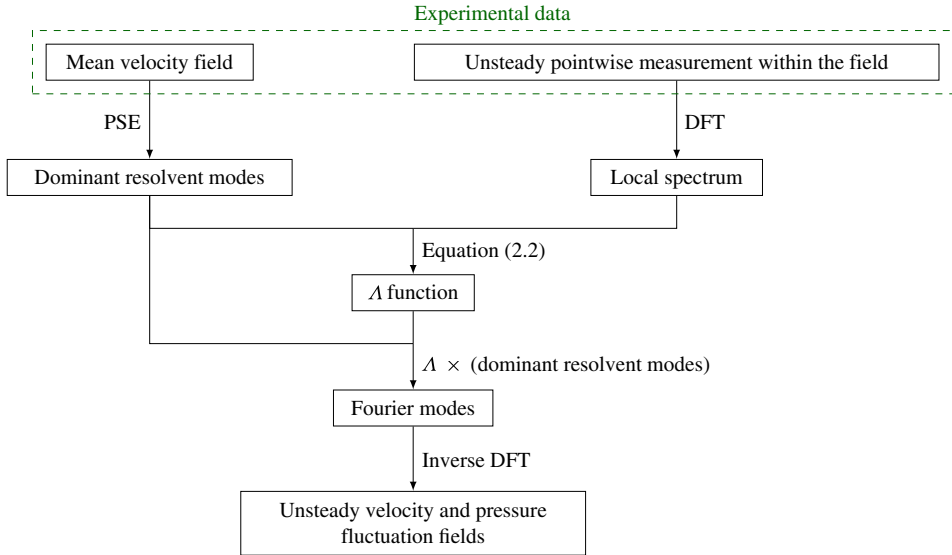 Experimental data
Mean velocity field
Unsteady pointwise measurement within the field
PSE
DFT
Dominant resolvent modes
Local spectrum
Equation (2.2)
Λ function
Λ × (dominant resolvent modes)
Fourier modes
Inverse DFT
Unsteady velocity and pressure
fluctuation fields